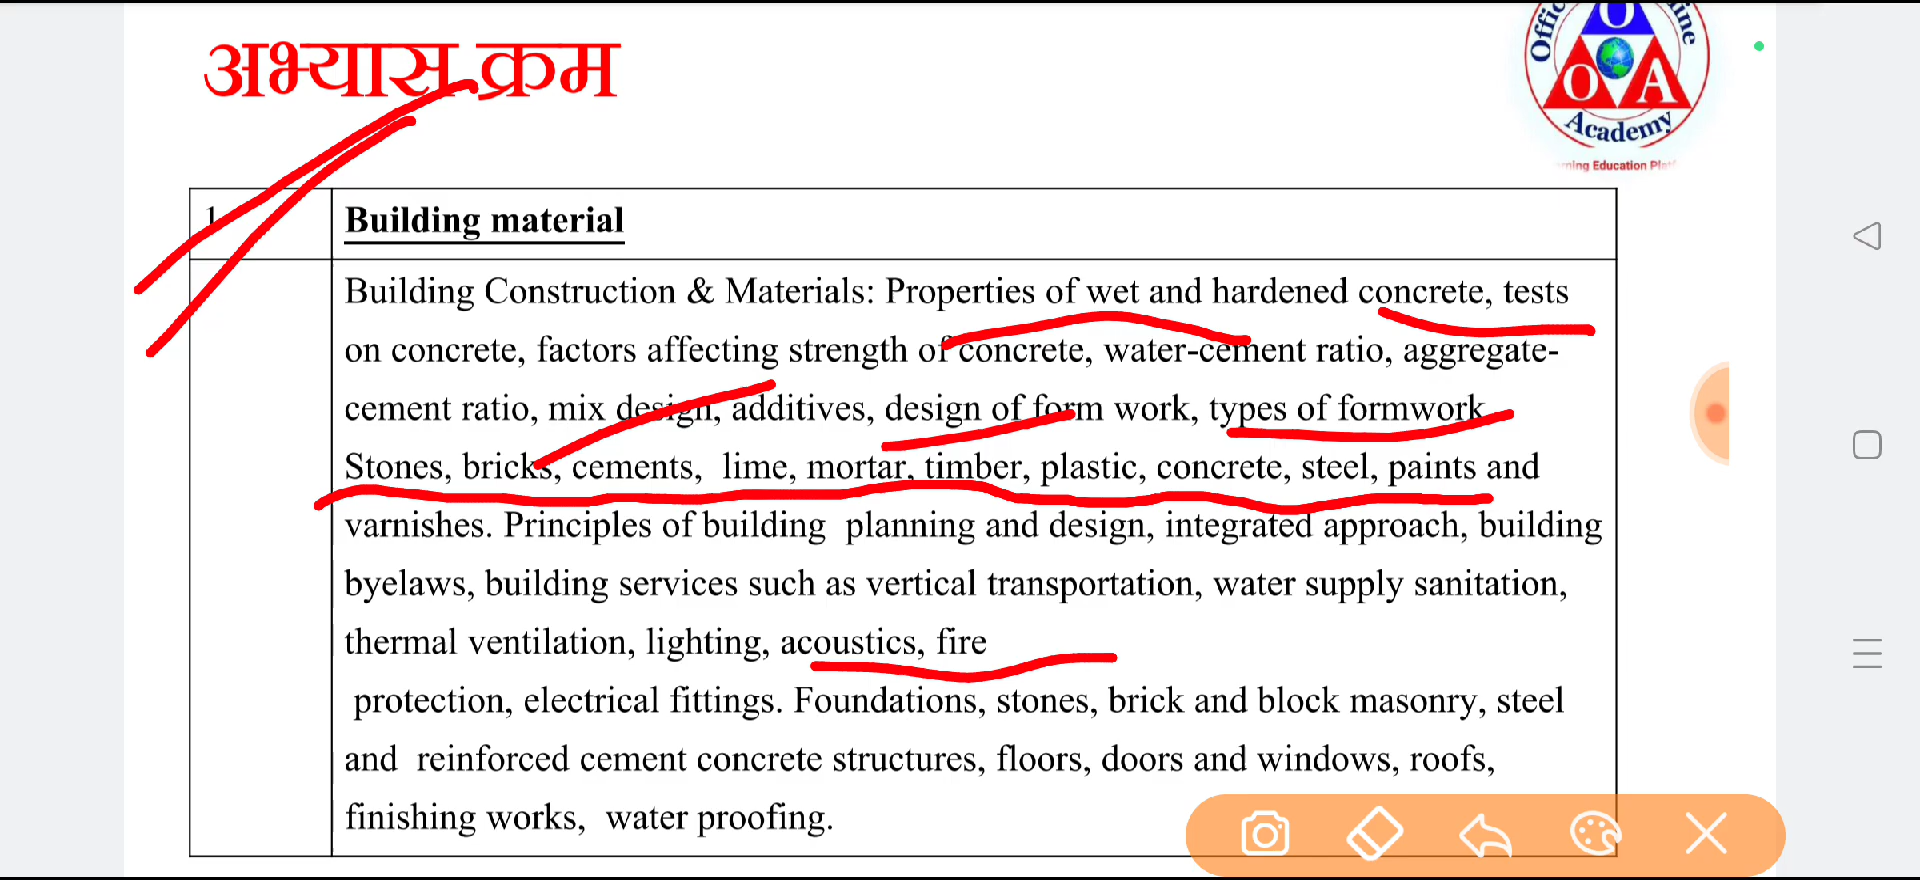 अभ्यास क्रम
O
O A
Academy
Education
1
Building material
Building Construction & Materials: Properties of wet and hardened concrete, tests
on concrete, factors affecting strength of concrete, water-cement ratio, aggregate-
cement ratio, mix design, additives, design of form work, types of formwork
Stones, bricks, cements, lime, mortar, timber, plastic, concrete, steel, paints and
varnishes. Principles of building planning and design, integrated approach, building
byelaws, building services such as vertical transportation, water supply sanitation,
thermal ventilation, lighting, acoustics, fire
protection, electrical fittings. Foundations, stones, brick and block masonry, steel
and reinforced cement concrete structures, floors, doors and windows, roofs,
finishing works, water proofing.